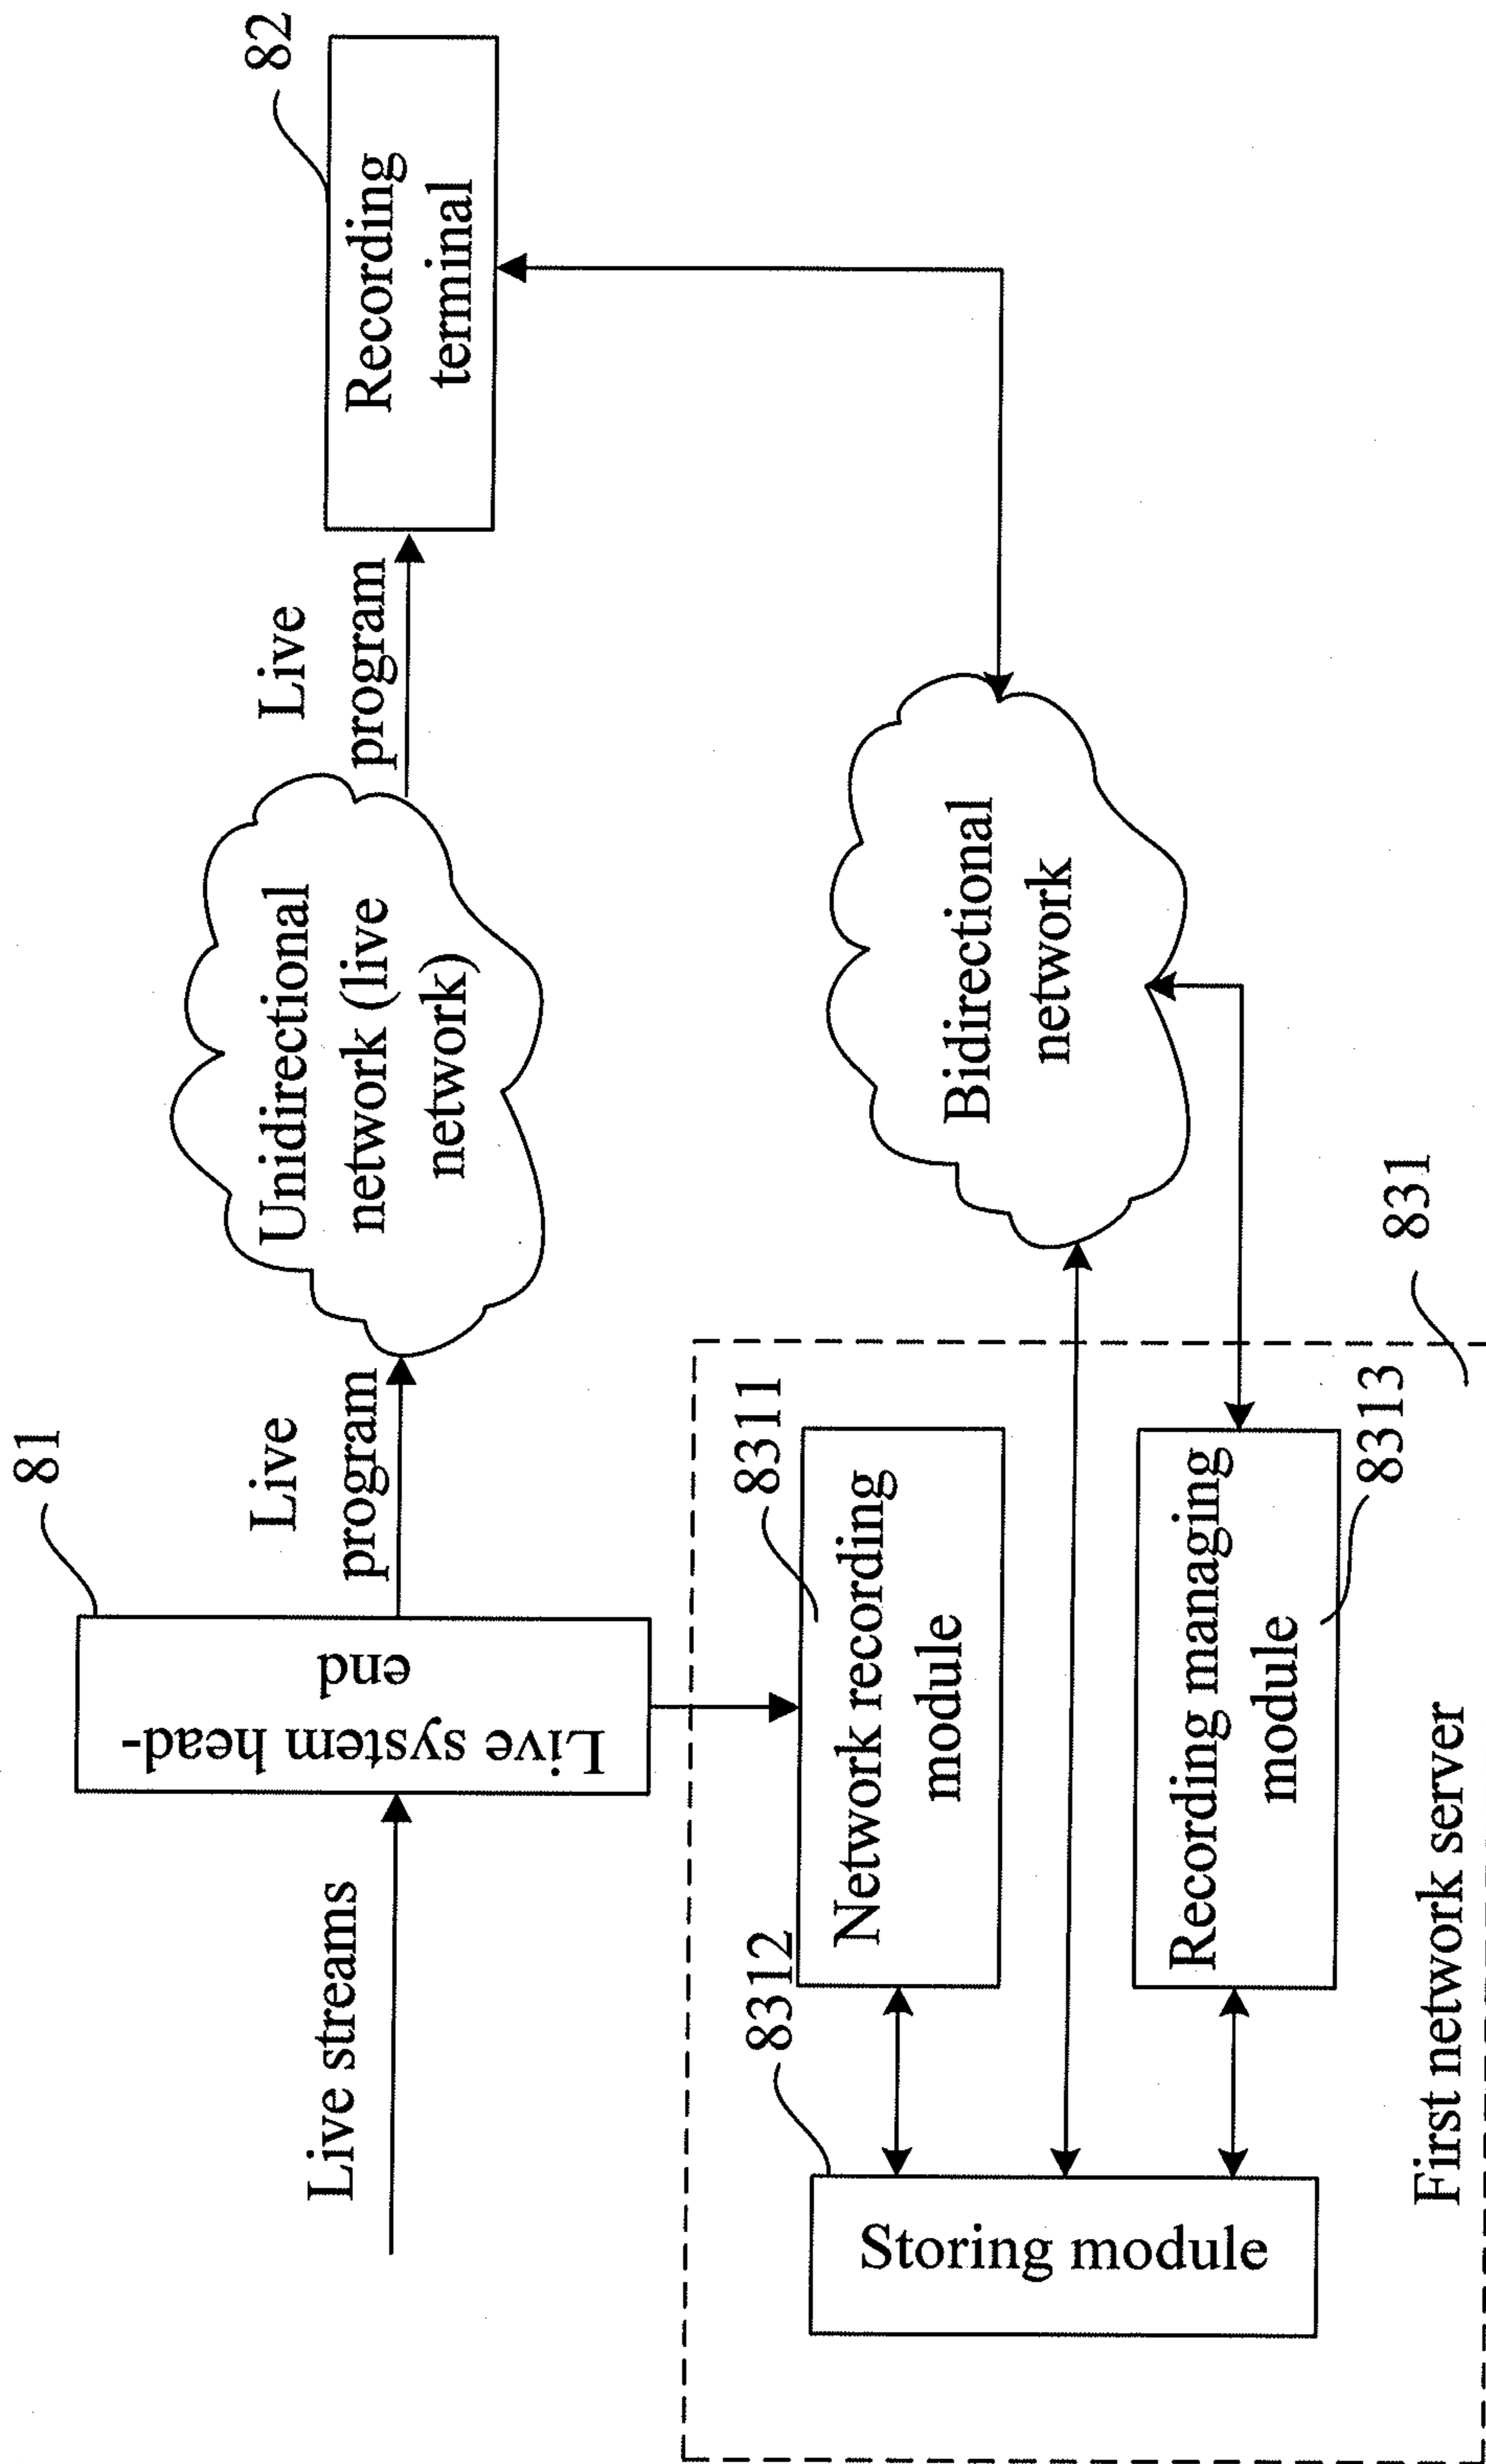 81
82
Live streams
Live system head-
end
Live
program
Unidirectional
network (live
network)
Live
program
Recording
terminal
8312
8311
Storing module
Network recording
module
Recording managing
module
8313
Bidirectional
network
831
First network server